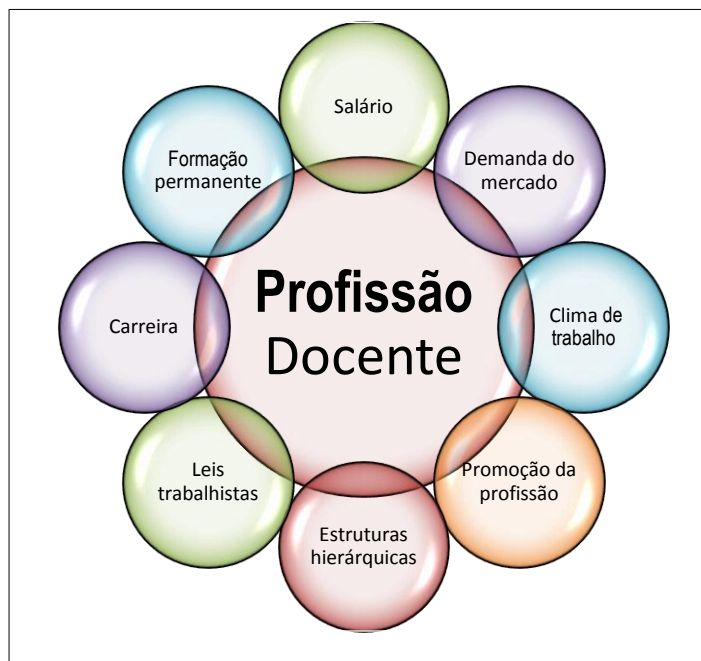 Profissão
Docente
Salário
Demanda do
mercado
Clima de
trabalho
Promoção da
profissão
Estruturas
hierárquicas
Leis
trabalhistas
Carreira
Formação
permanente